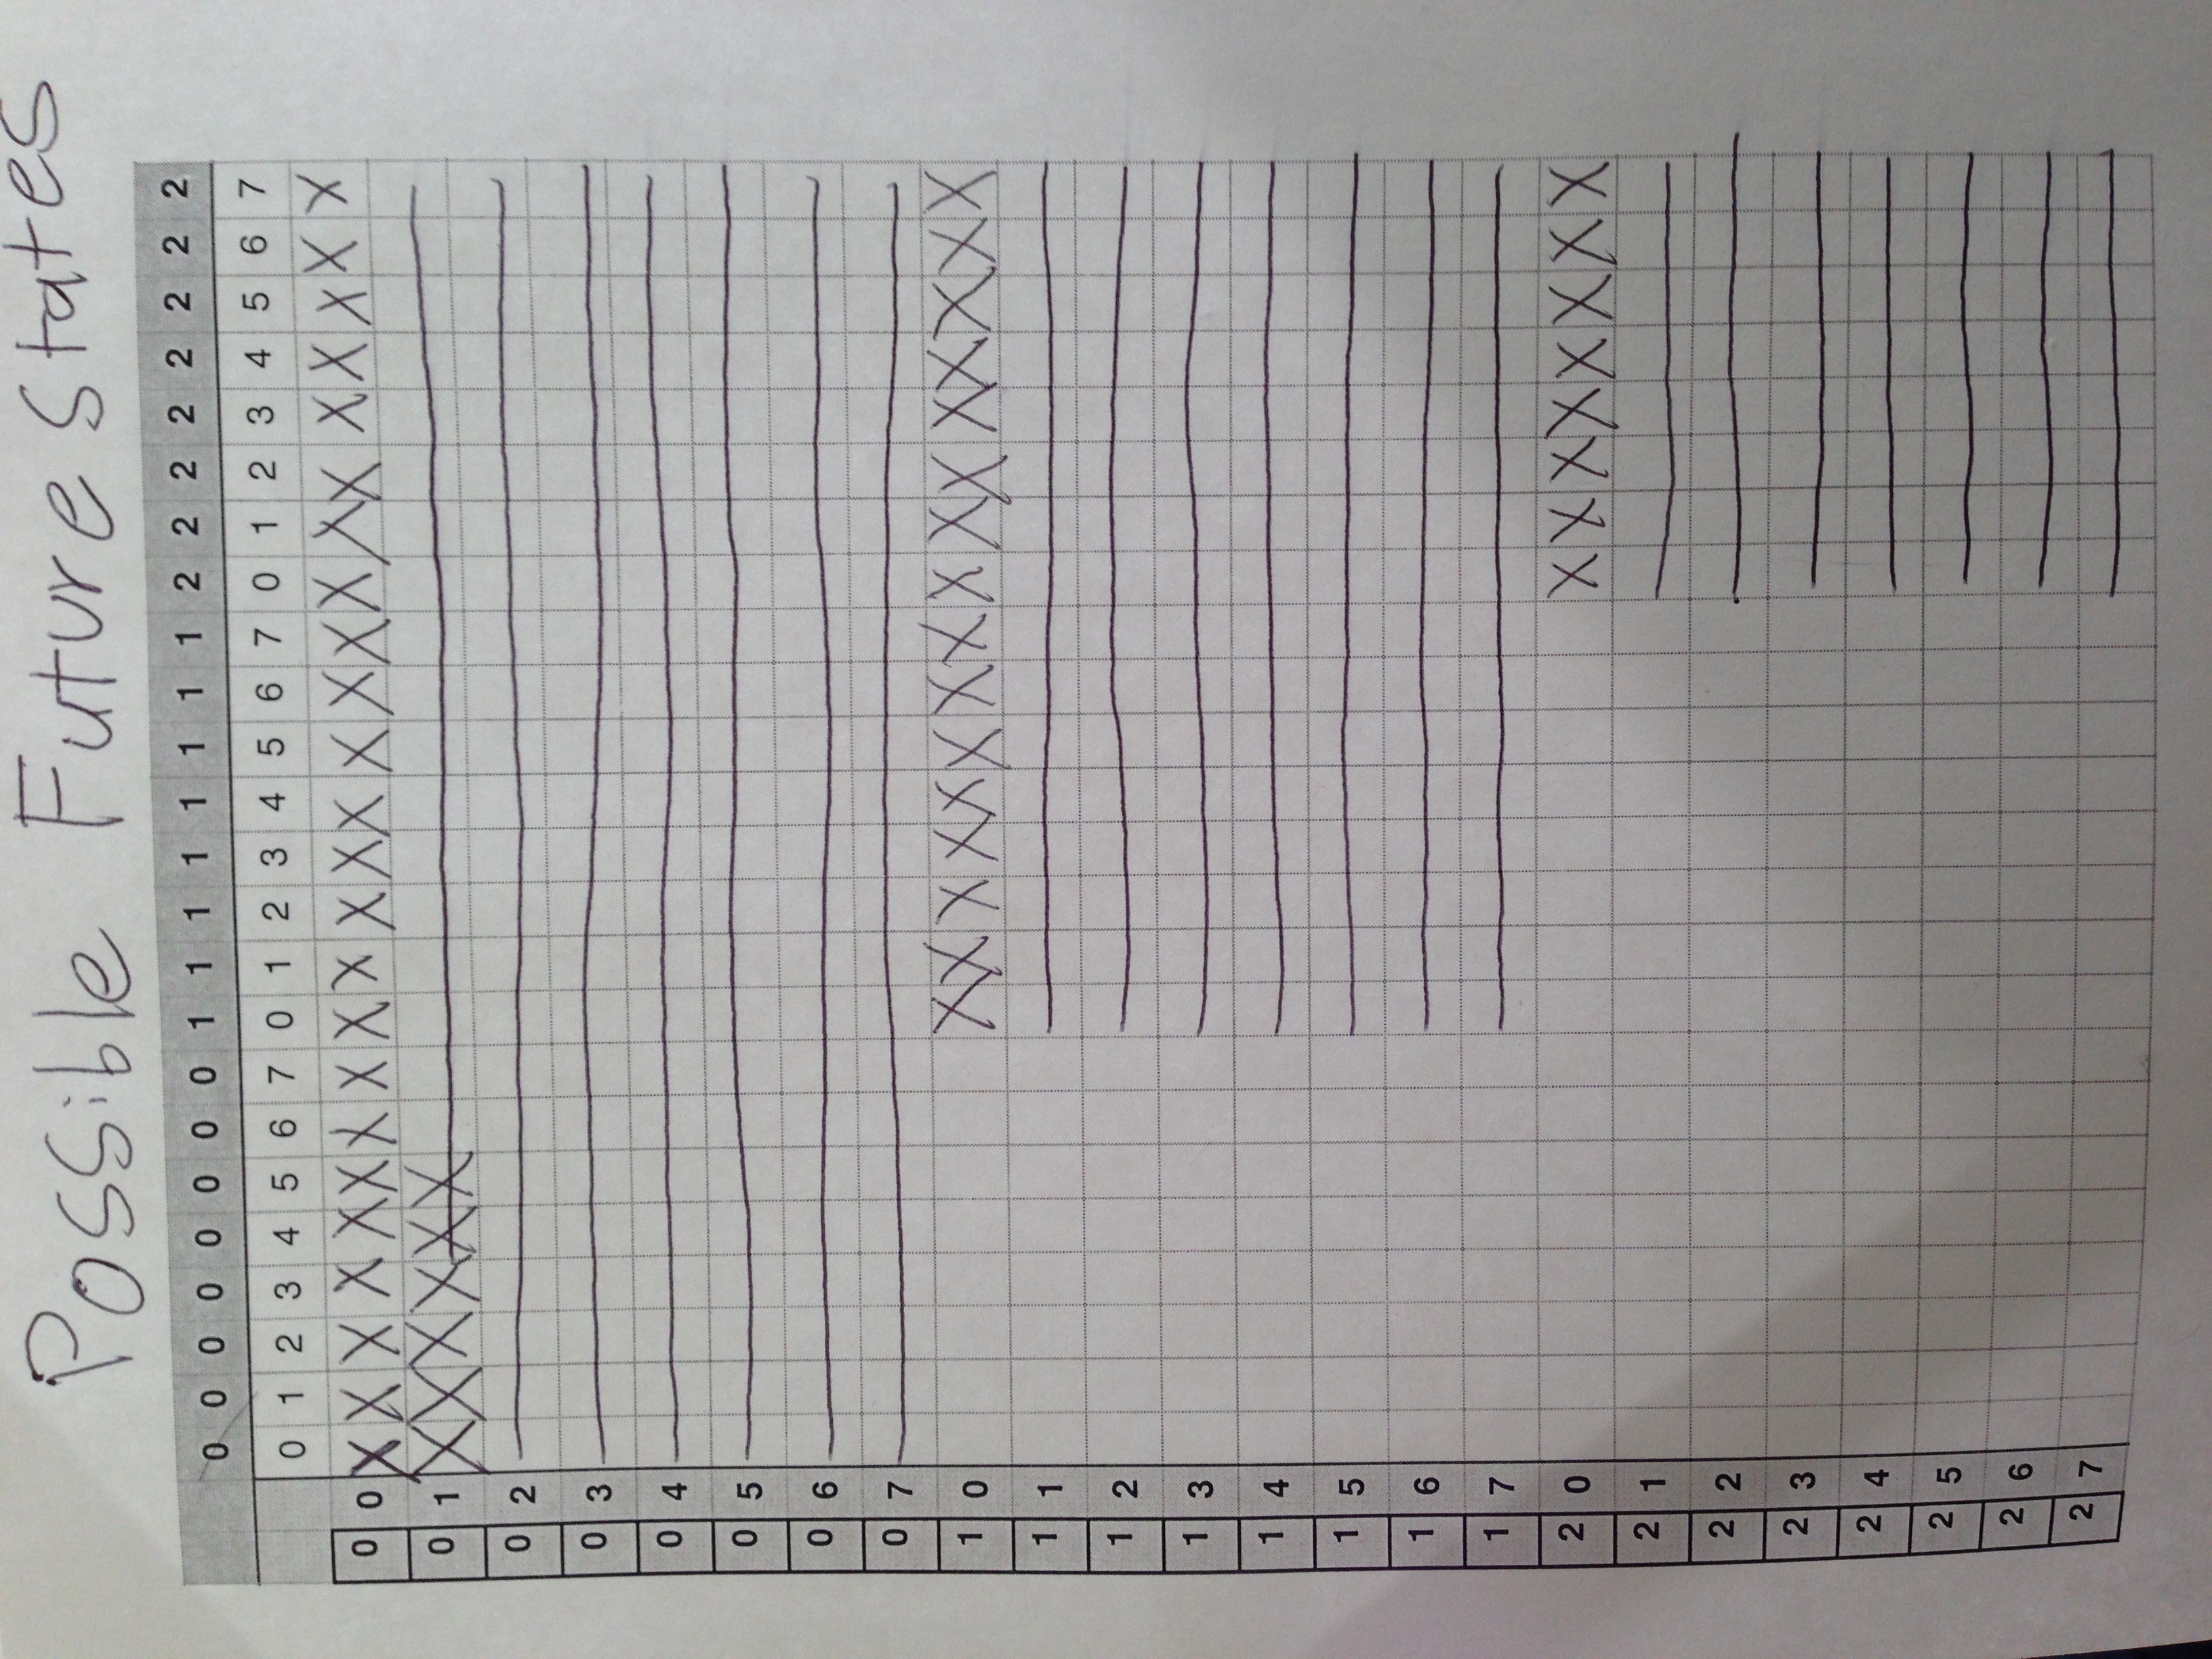 Possible Future states
0 0 0 0 0 0 0 0 1 1 1 1 1 1 1 1 2 2 2 2 2 2 2 2
0 1 2 3 4 5 6 7 0 1 2 3 4 5 6 7 0 1 2 3 4 5 6 7
0 0 X X X X X X X X X X X X X X X X X X X X X X X X
0 1 X X X X X X
0 2
0 3
0 4
0 5
0 6
0 7
1 0 X X X X X X X X X X X X X X X X
1 1
1 2
1 3
1 4
1 5
1 6
1 7
2 0 X X X X X X X X
2 1
2 2
2 3
2 4
2 5
2 6
2 7